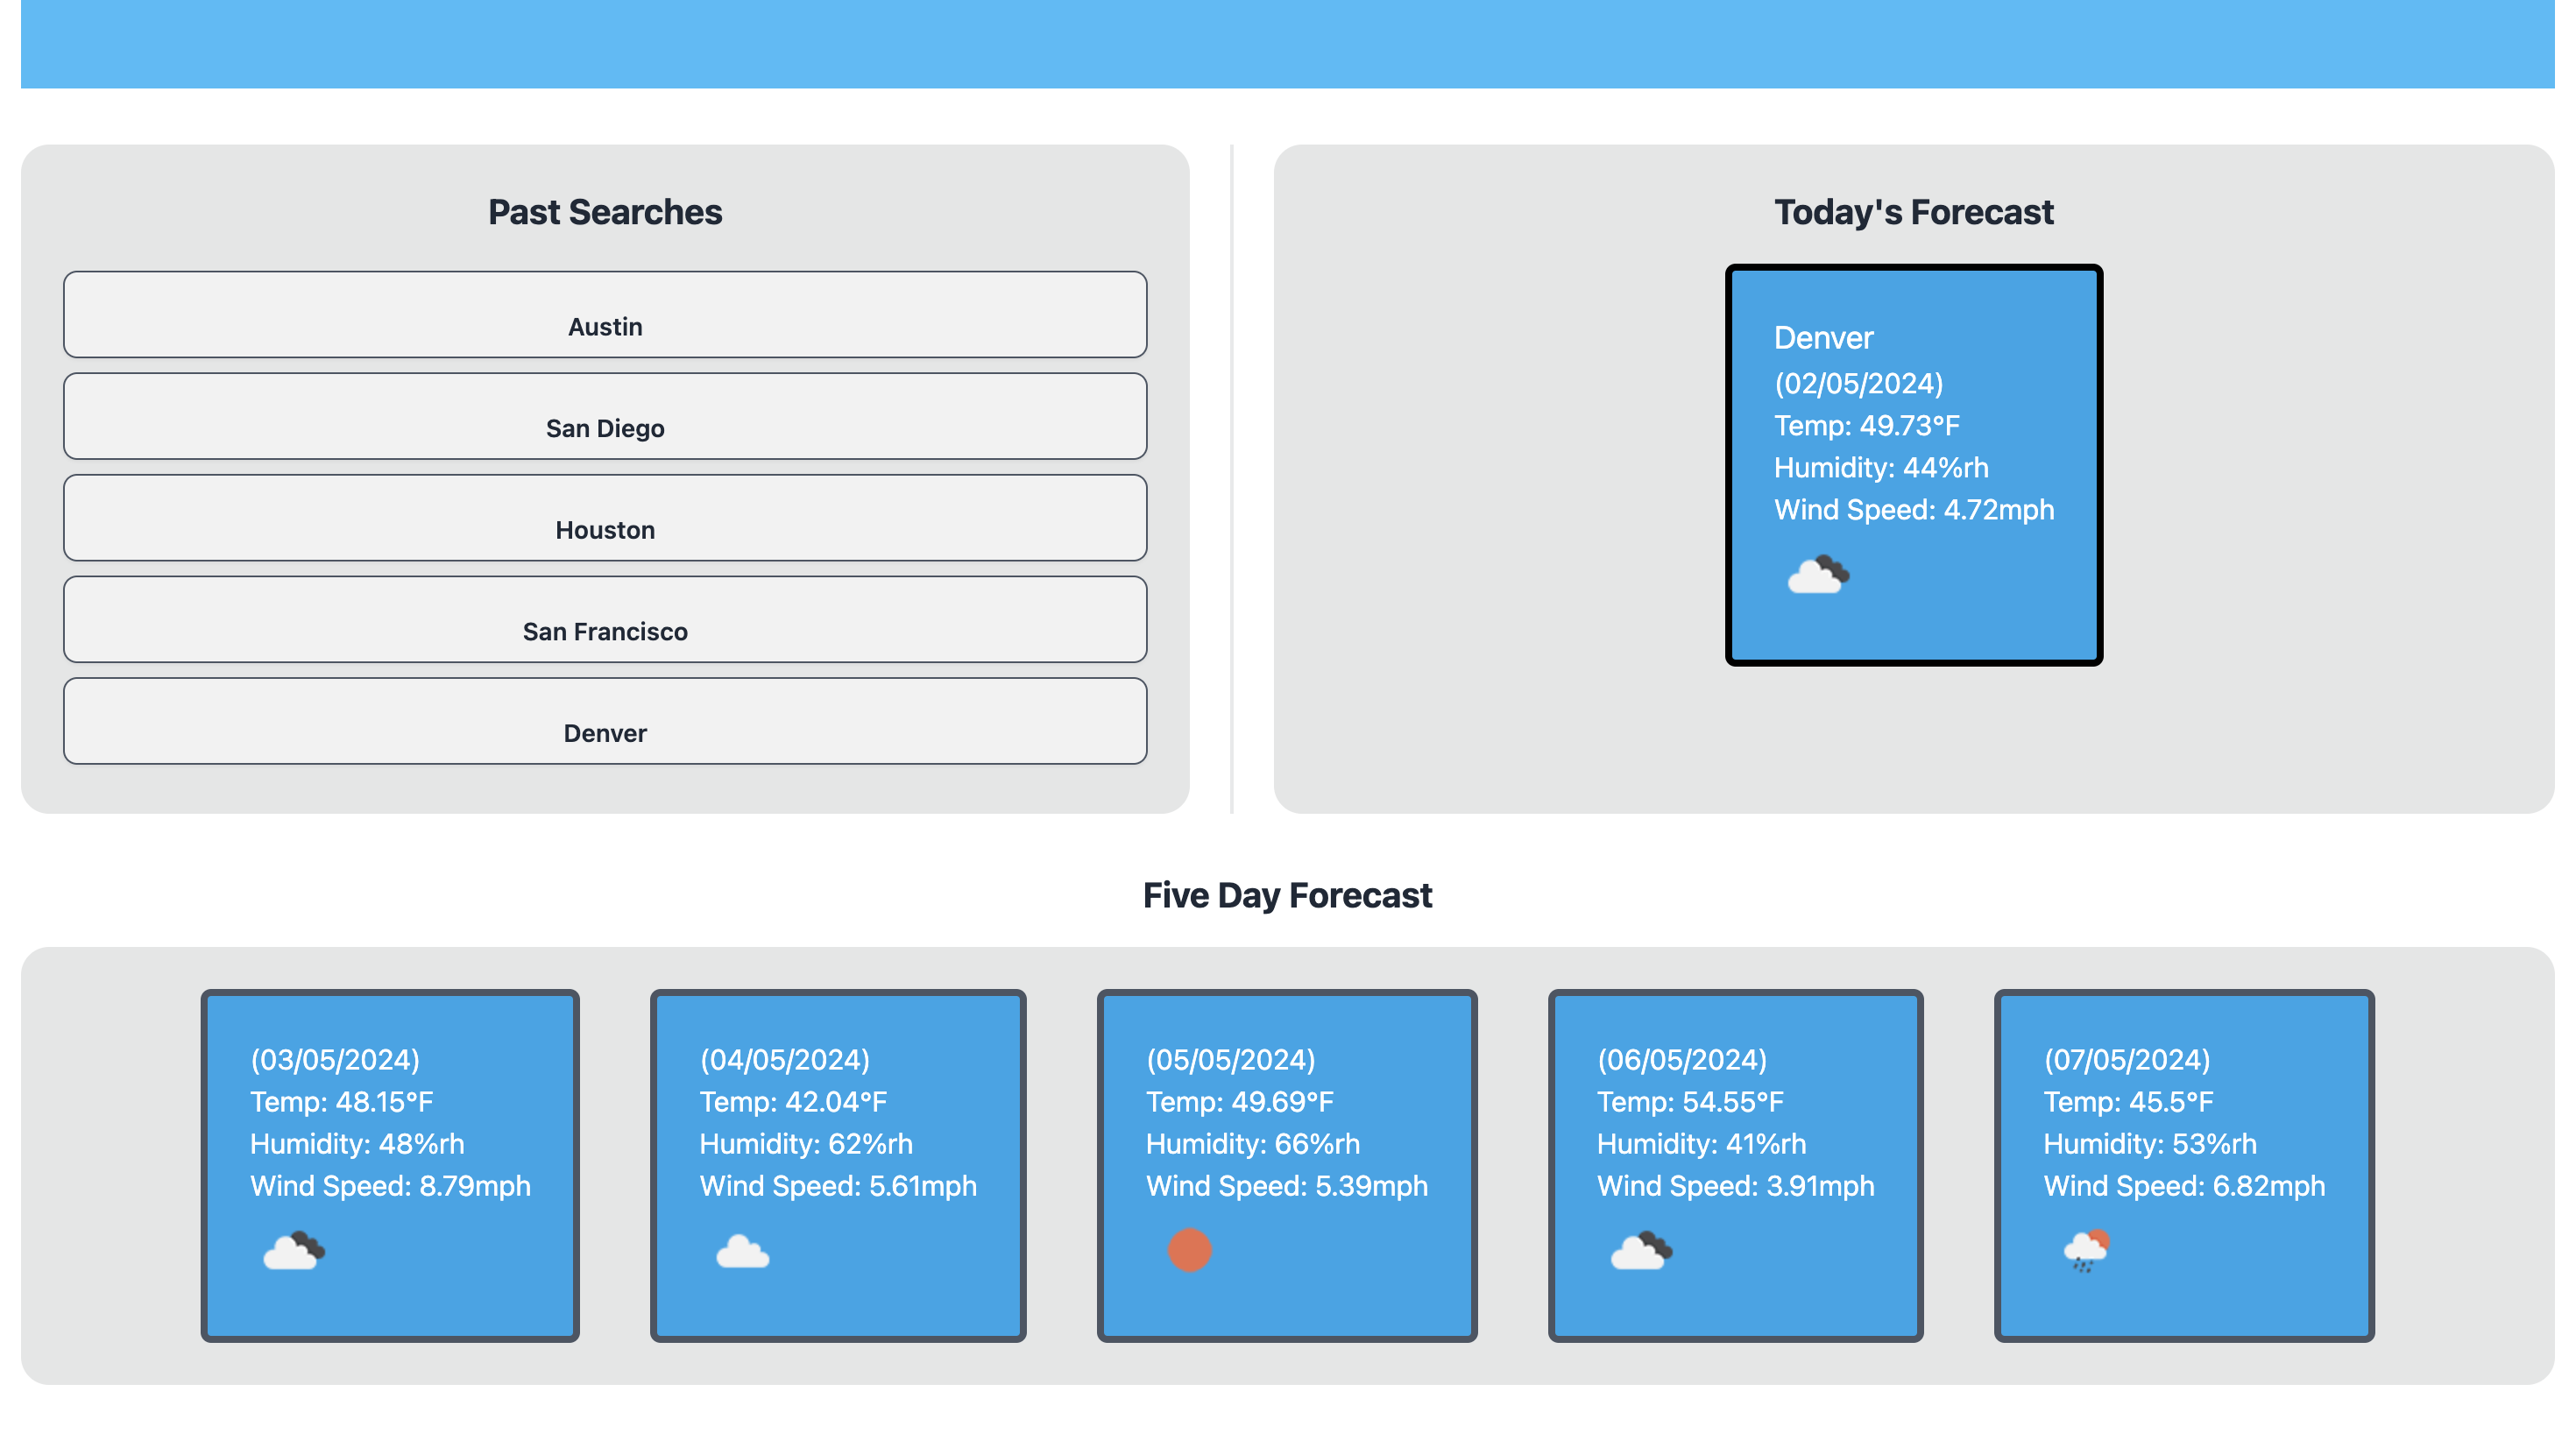 Past Searches
Austin
San Diego
Houston
San Francisco
Denver
Today's Forecast
Denver
(02/05/2024)
Temp: 49.73°F
Humidity: 44%rh
Wind Speed: 4.72mph
Five Day Forecast
(03/05/2024)
Temp: 48.15°F
Humidity: 48%rh
Wind Speed: 8.79mph
(04/05/2024)
Temp: 42.04°F
Humidity: 62%rh
Wind Speed: 5.61mph
(05/05/2024)
Temp: 49.69°F
Humidity: 66%rh
Wind Speed: 5.39mph
(06/05/2024)
Temp: 54.55°F
Humidity: 41%rh
Wind Speed: 3.91mph
(07/05/2024)
Temp: 45.5°F
Humidity: 53%rh
Wind Speed: 6.82mph